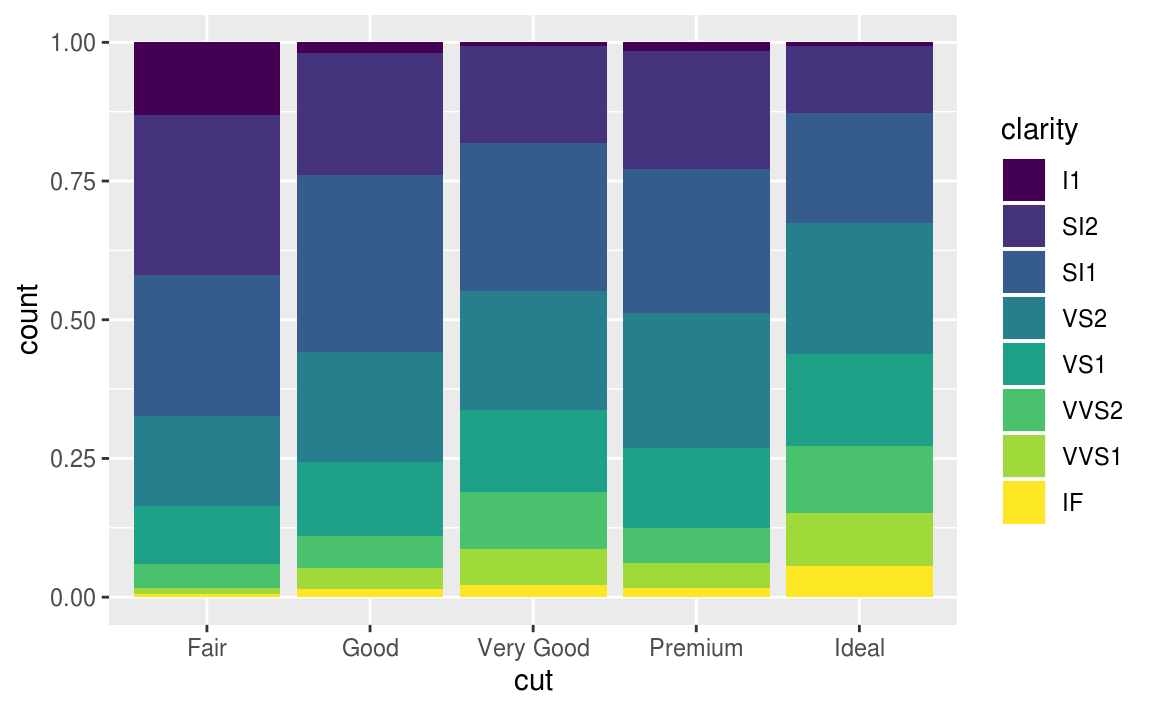 1.00
0.75
0.50
0.25
0.00
count
Fair Good Very Good Premium Ideal
cut
clarity
I1
SI2
SI1
VS2
VS1
VVS2
VVS1
IF